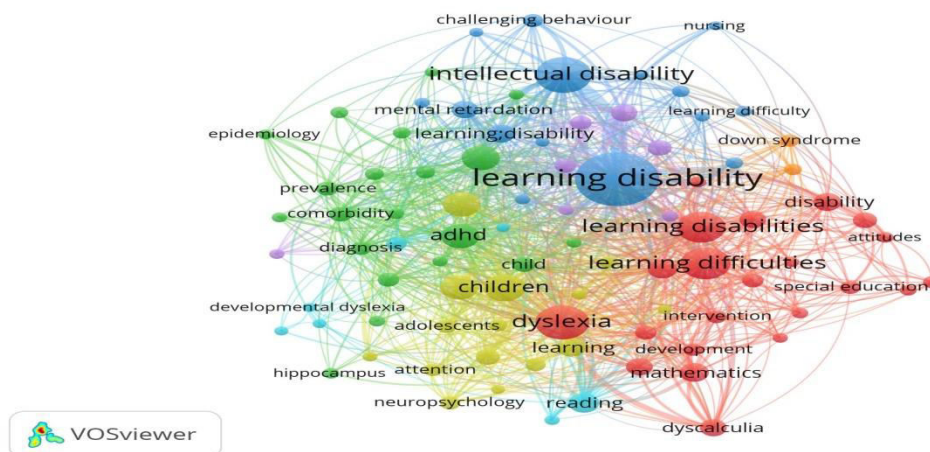 challenging behaviour
nursing
intellectual disability
mental retardation
learning difficulty
epidemiology
learning;disability
down syndrome
learning disability
prevalence
disability
comorbidity
learning disabilities
adhd
attitudes
diagnosis
child
learning difficulties
children
special education
developmental dyslexia
intervention
adolescents
dyslexia
learning
development
hippocampus
attention
mathematics
neuropsychology
reading
dyscalculia
VOSviewer